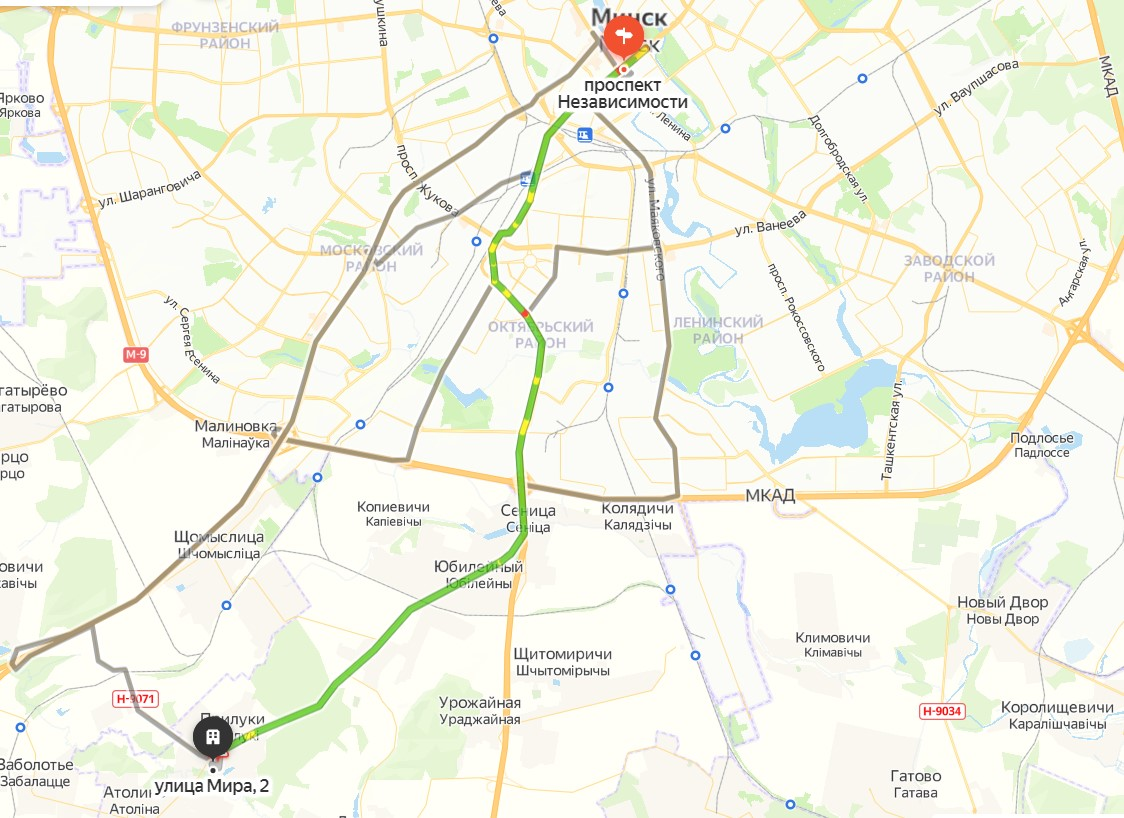 Минск
ФРУНЗЕНСКИЙ
РАЙОН
проспект
Независимости
ул. Ленина
ул. Ваупшасова
МКАД
Ярково
Яркова
просп. Жукова
Долгобродская ул.
ул. Шаранговича
ул. Маяковского
ул. Ванеева
МОСКОВСКИЙ
РАЙОН
ЗАВОДСКОЙ
РАЙОН
Ангарская ул.
просп. Рокоссовского
ул. Сергея Есенина
ОКТЯБРЬСКИЙ
РАЙОН
ЛЕНИНСКИЙ
РАЙОН
М-9
Малиновка
Малінаўка
Ташкентская ул.
Подлосье
Падлоссе
МКАД
Копиевичи
Капіевічы
Сеница
Сеніца
Колядичи
Калядзічы
Щомыслица
Шчомысліца
Юбилейный
Юбілейны
Новый Двор
Новы Двор
Климовичи
Клімавічы
Щитомиричи
Шчытомірычы
Н-9071
Урожайная
Ураджайная
Н-9034
Королищевичи
Каралішчавічы
Прилуки
Заболотье
Забалацце
улица Мира, 2
Атолина
Атоліна
Гатово
Гатава